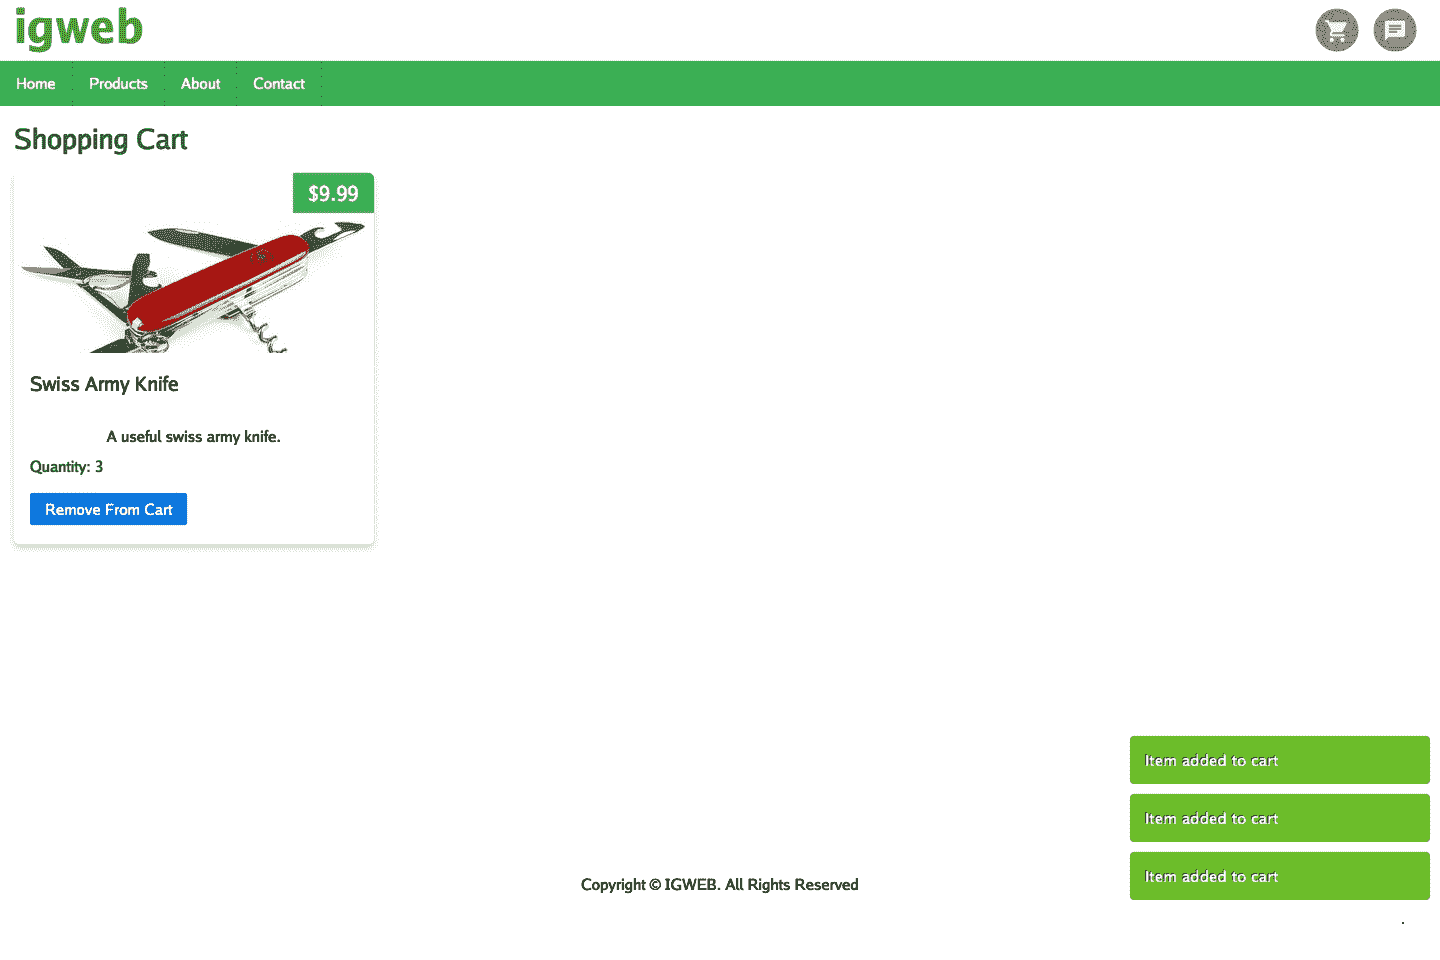 igweb
Home
Products
About
Contact
Shopping Cart
$9.99
Swiss Army Knife
A useful swiss army knife.
Quantity: 3
Remove From Cart
Item added to cart
Item added to cart
Item added to cart
Copyright © IGWEB. All Rights Reserved